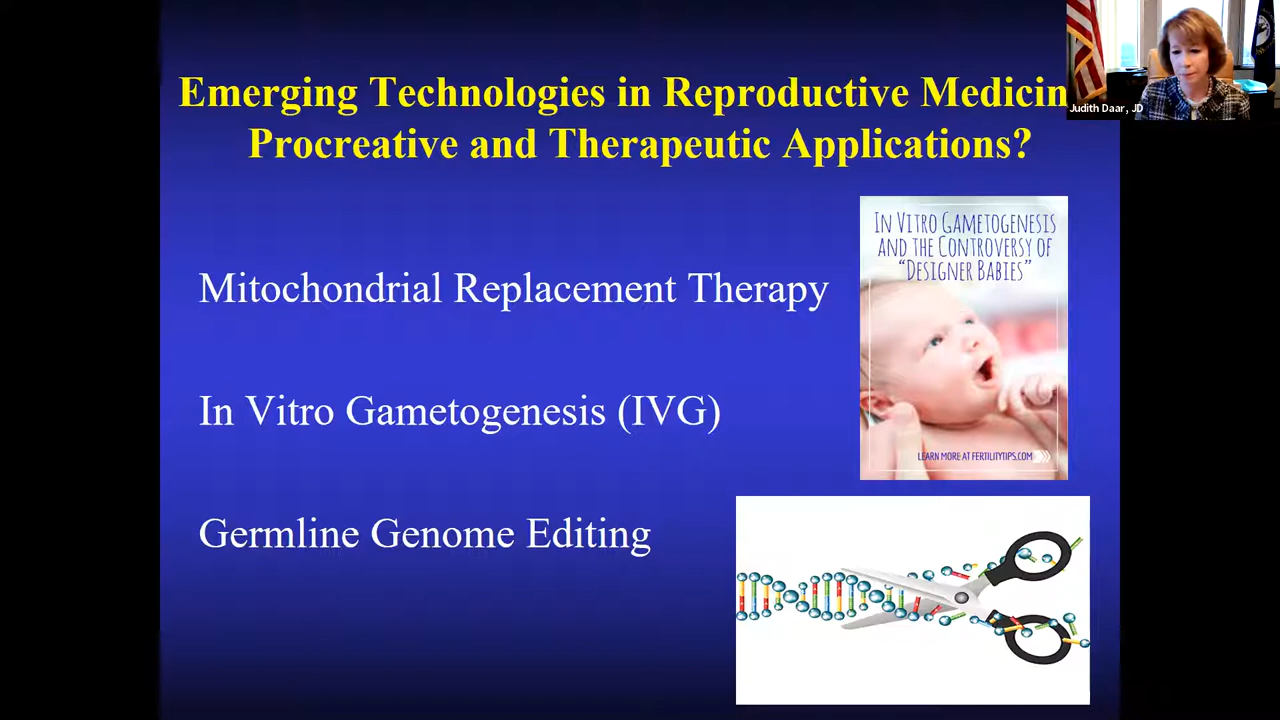 Emerging Technologies in Reproductive Medicin
Procreative and Therapeutic Applications?
Judith Daar, JD
Mitochondrial Replacement Therapy
In Vitro Gametogenesis (IVG)
Germline Genome Editing
IN VITRO GAMETOGENESIS
AND THE CONTROVERSY OF
“DESIGNER BABIES”
LEARN MORE AT FERTILITYTIPS.COM